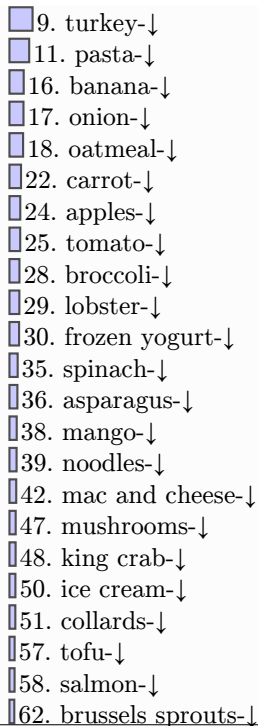 9. turkey-↓
11. pasta-↓
16. banana-↓
17. onion-↓
18. oatmeal-↓
22. carrot-↓
24. apples-↓
25. tomato-↓
28. broccoli-↓
29. lobster-↓
30. frozen yogurt-↓
35. spinach-↓
36. asparagus-↓
38. mango-↓
39. noodles-↓
42. mac and cheese-↓
47. mushrooms-↓
48. king crab-↓
50. ice cream-↓
51. collards-↓
57. tofu-↓
58. salmon-↓
62. brussels sprouts-↓